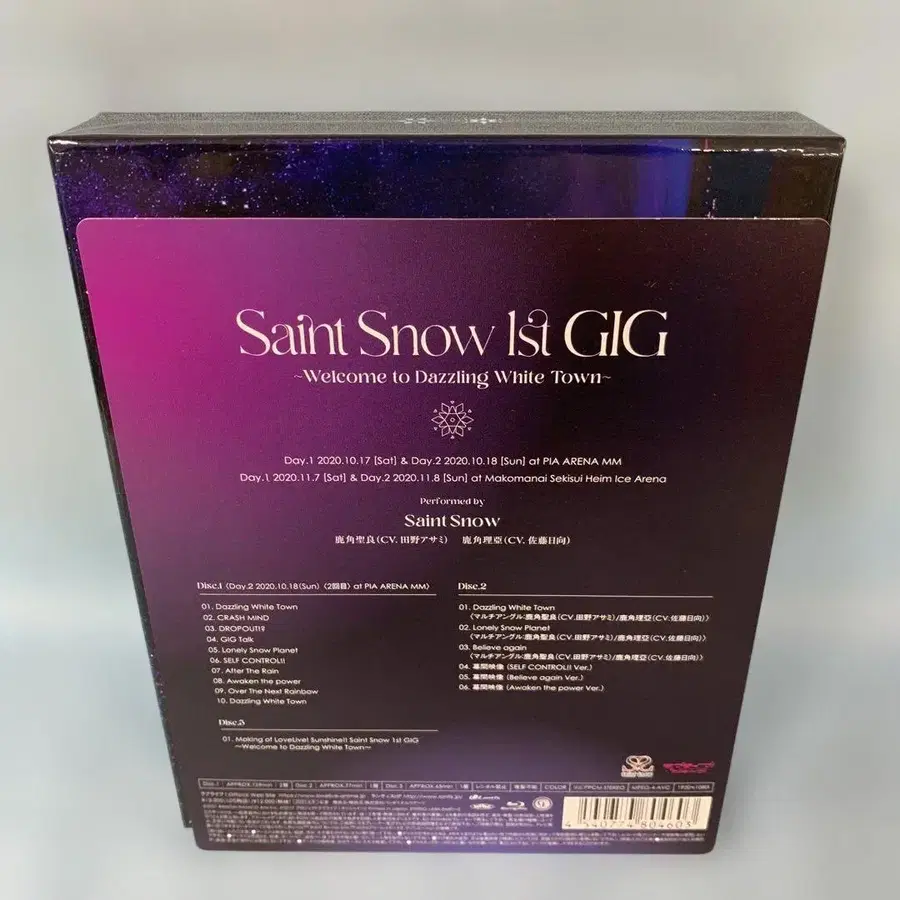 Saint Snow 1st GIG
~Welcome to Dazzling White Town~
Day.1 2020.10.17 [Sat] & Day.2 2020.10.18 [Sun] at PIA ARENA MM
Day.1 2020.11.7 [Sat] & Day.2 2020.11.8 [Sun] at Makomanai Sekisui Heim Ice Arena
Performed by
Saint Snow
鹿角聖良(CV.田野アサミ) 鹿角理亞(CV.佐藤日向)
Disc.1 〈Day.2 2020.10.18(Sun)〈2回目〉at PIA ARENA MM〉
01. Dazzling White Town
02. CRASH MIND
03. DROPOUT!?
04. GIG Talk
05. Lonely Snow Planet
06. SELF CONTROL!!
07. After The Rain
08. Awaken the power
09. Over The Next Rainbow
10. Dazzling White Town
Disc.2
01. Dazzling White Town
〈マルチアングル:鹿角聖良(CV.田野アサミ)/鹿角理亞(CV.佐藤日向)〉
02. Lonely Snow Planet
〈マルチアングル:鹿角聖良(CV.田野アサミ)/鹿角理亞(CV.佐藤日向)〉
03. Believe again
〈マルチアングル:鹿角聖良(CV.田野アサミ)/鹿角理亞(CV.佐藤日向)〉
04. 幕間映像 (SELF CONTROL!! Ver.)
05. 幕間映像 (Believe again Ver.)
06. 幕間映像 (Awaken the power Ver.)
Disc.3
01. Making of LoveLive! Sunshine!! Saint Snow 1st GIG
~Welcome to Dazzling White Town~
COLOR
4 540774 804603